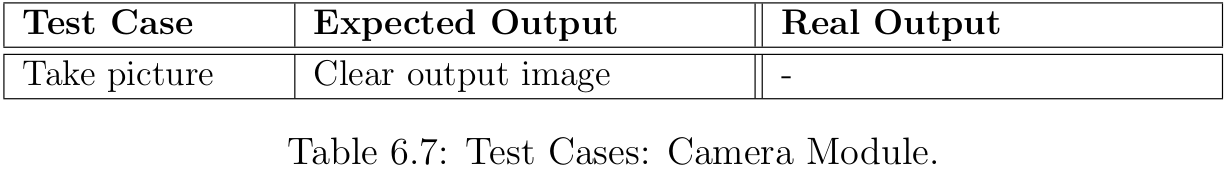 Test Case Expected Output Real Output
Take picture Clear output image -
Table 6.7: Test Cases: Camera Module.